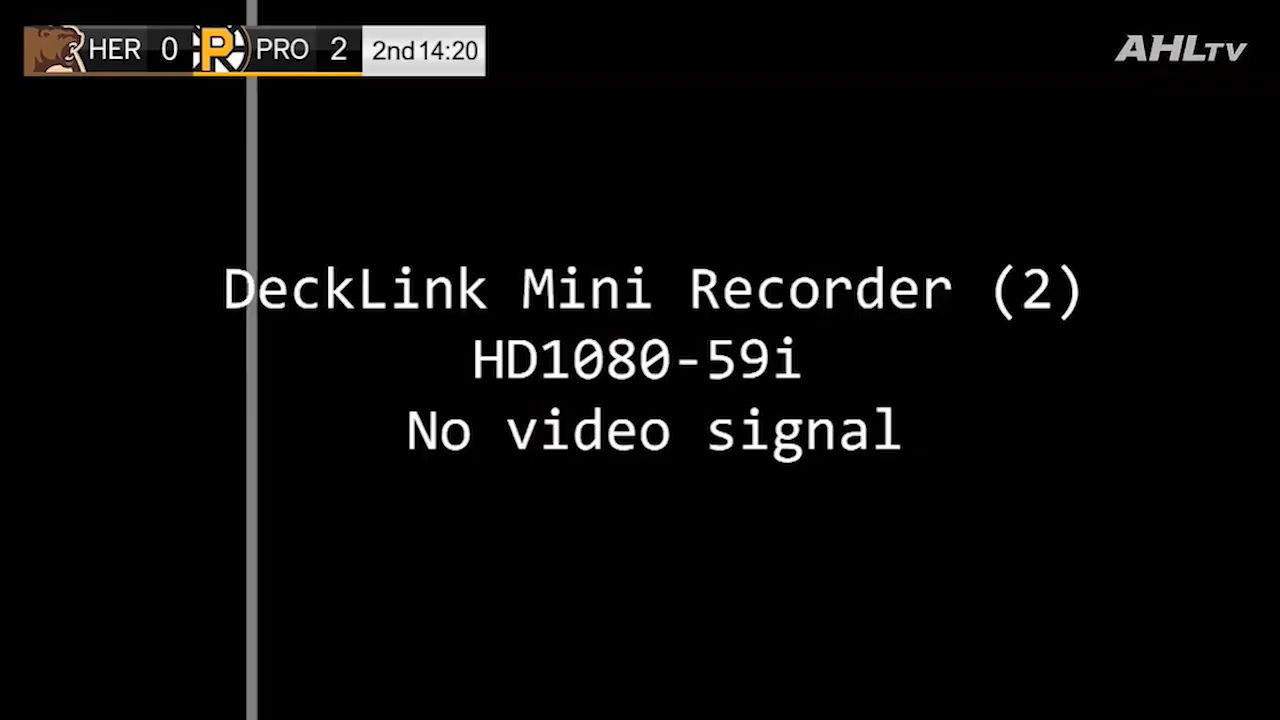 HER 0 P PRO 2 2nd 14:20
AHLTV
DeckLink Mini Recorder (2)
HD1080-59i
No video signal